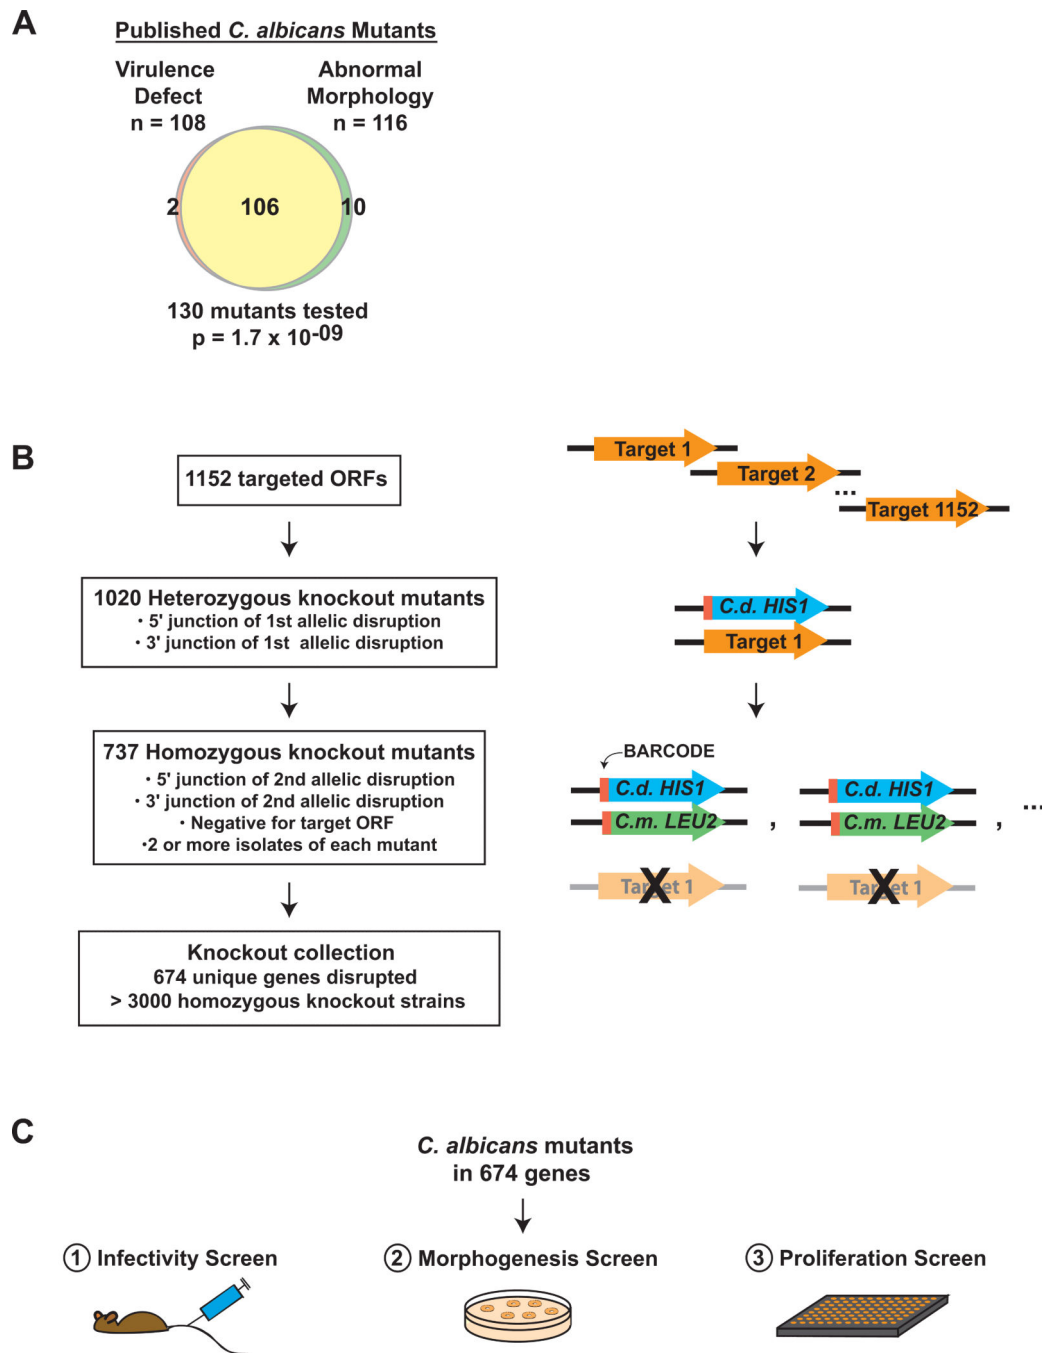 A
Published C. albicans Mutants
Virulence
Defect
n = 108
Abnormal
Morphology
n = 116
2
106
10
130 mutants tested
p = 1.7 x 10-09
B
1152 targeted ORFs
1020 Heterozygous knockout mutants
· 5' junction of 1st allelic disruption
· 3' junction of 1st allelic disruption
737 Homozygous knockout mutants
· 5' junction of 2nd allelic disruption
· 3' junction of 2nd allelic disruption
· Negative for target ORF
·2 or more isolates of each mutant
Knockout collection
674 unique genes disrupted
> 3000 homozygous knockout strains
Target 1
Target 2
...
Target 1152
C.d. HIS1
Target 1
BARCODE
C.d. HIS1
C.m. LEU2
,
C.d. HIS1
C.m. LEU2
, ...
Target 1
X
Target 1
X
C
C. albicans mutants
in 674 genes
1 Infectivity Screen
2 Morphogenesis Screen
3 Proliferation Screen